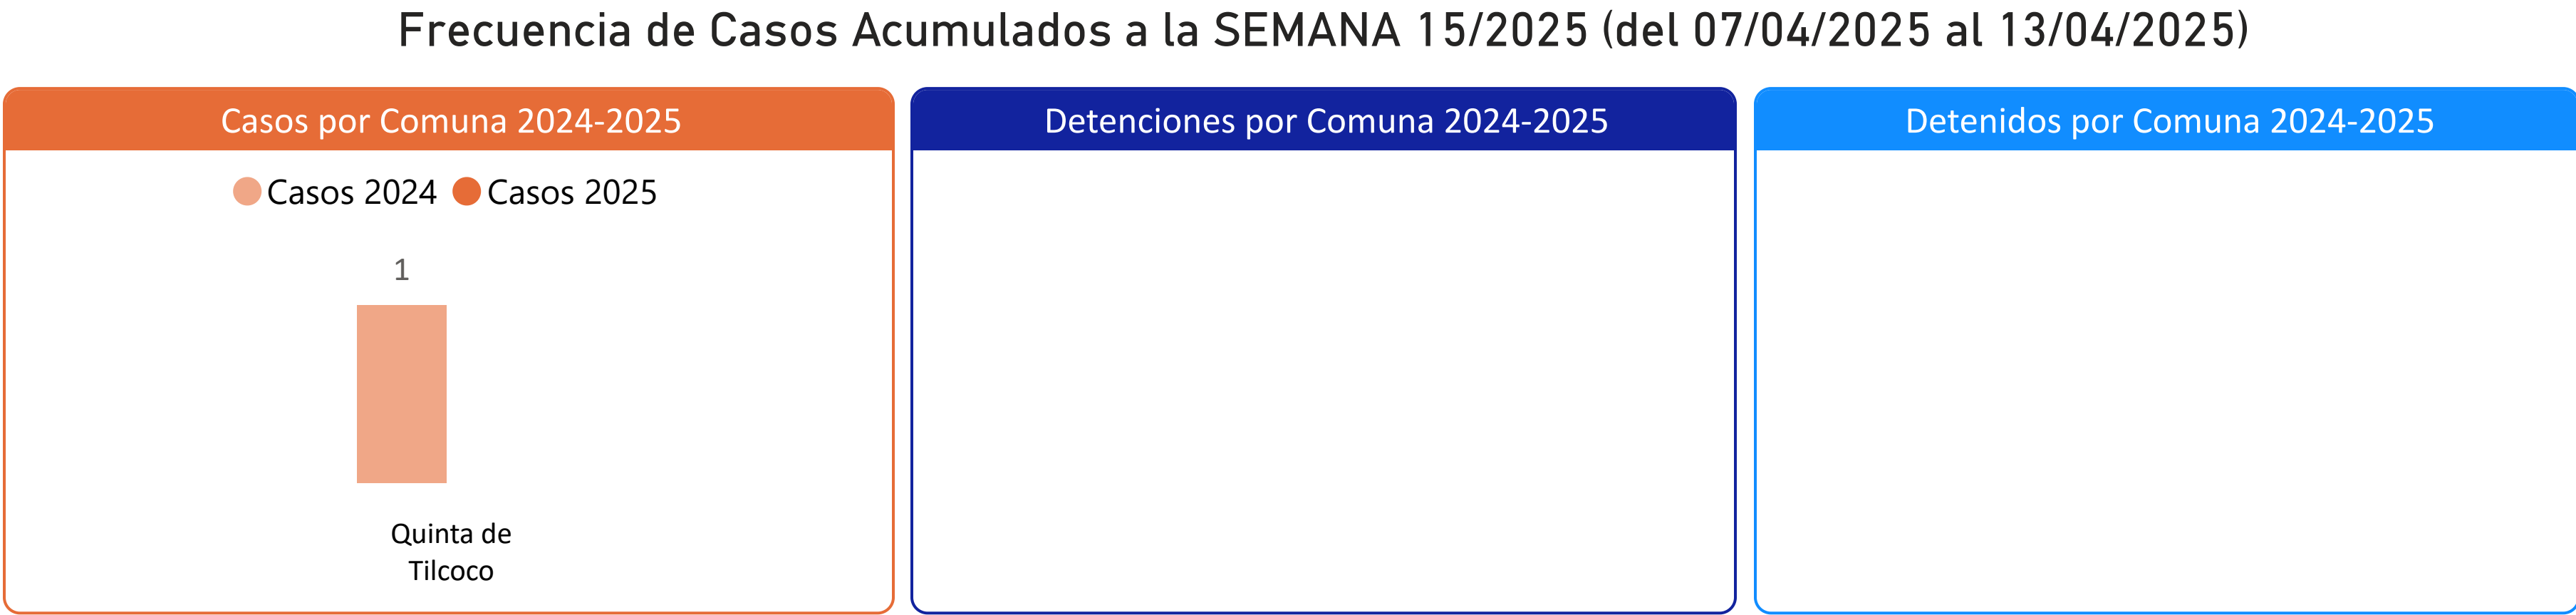 Frecuencia de Casos Acumulados a la SEMANA 15/2025 (del 07/04/2025 al 13/04/2025)
Casos por Comuna 2024-2025
Casos 2024 Casos 2025
1
Quinta de
Tilcoco
Detenciones por Comuna 2024-2025
Detenidos por Comuna 2024-2025